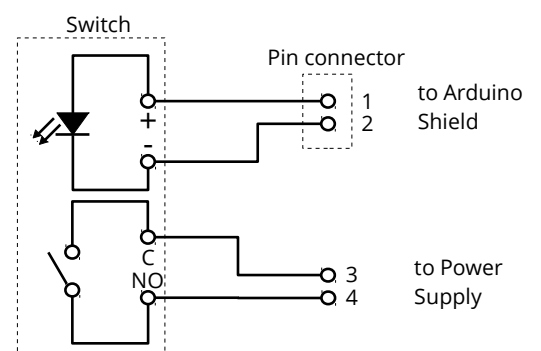 Switch
Pin connector
1
to Arduino
2
Shield
+
-
C
3
to Power
NO
4
Supply